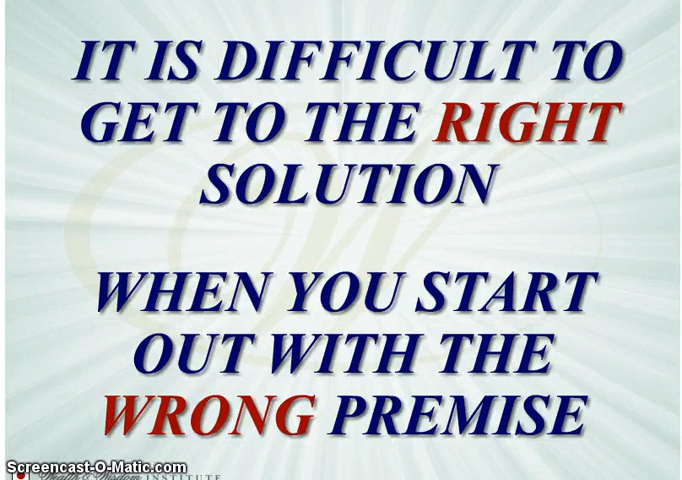 IT IS DIFFICULT TO
GET TO THE RIGHT
SOLUTION
WHEN YOU START
OUT WITH THE
WRONG PREMISE
Screencast-O-Matic.com
INSTITUTE